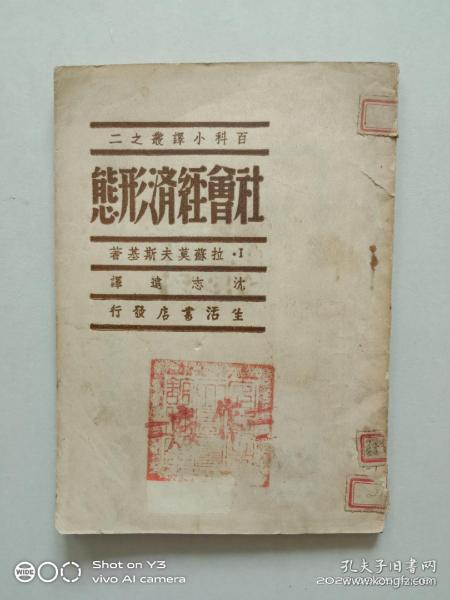 百科小譯叢之二
社會經濟形態
I·拉蘇莫夫斯基著
沈志遠譯
生活書店發行
Shot on Y3
vivo AI camera
孔夫子旧书网